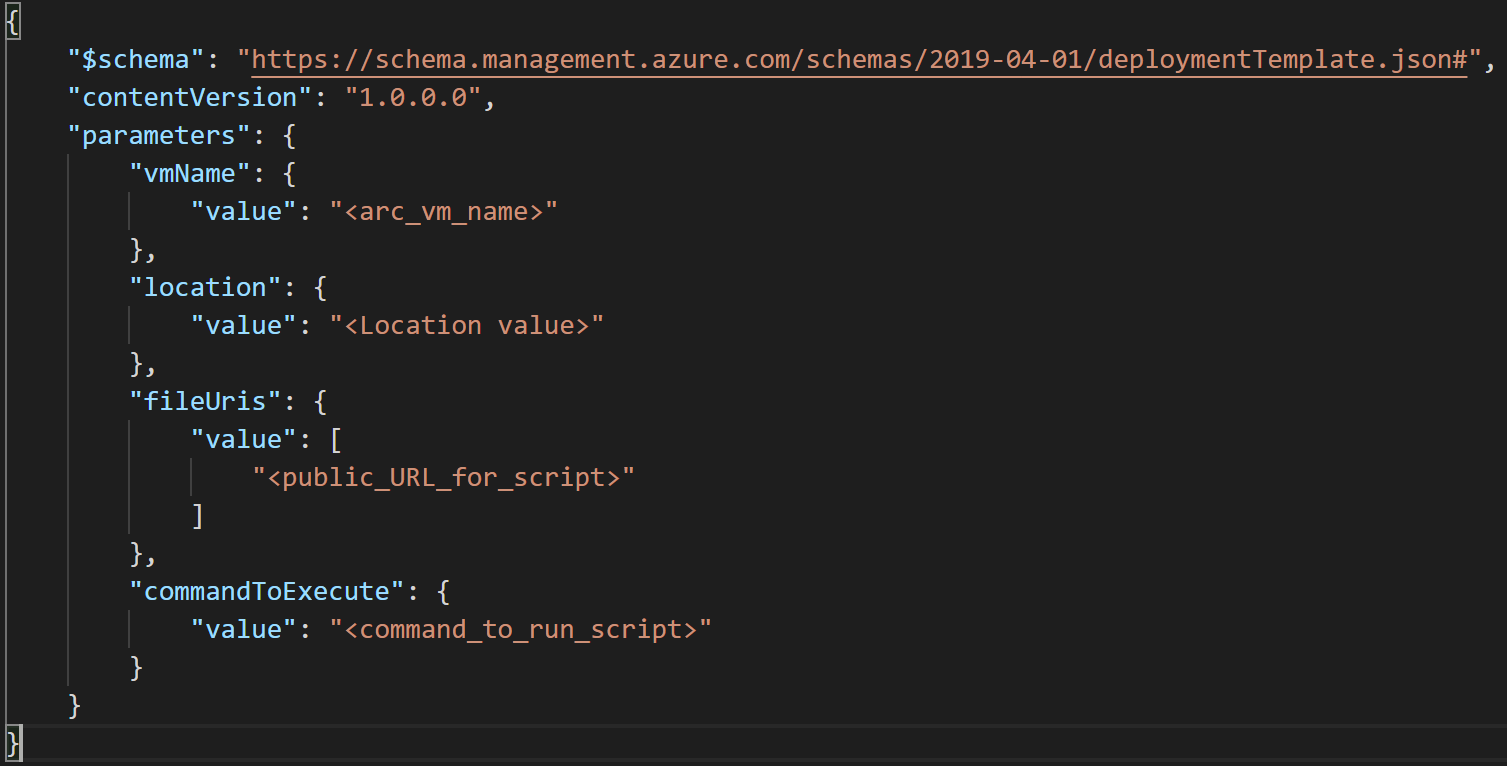 {
    "$schema": "https://schema.management.azure.com/schemas/2019-04-01/deploymentTemplate.json#",
    "contentVersion": "1.0.0.0",
    "parameters": {
        "vmName": {
            "value": "<arc_vm_name>"
        },
        "location": {
            "value": "<Location value>"
        },
        "fileUris": {
            "value": [
                "<public_URL_for_script>"
            ]
        },
        "commandToExecute": {
            "value": "<command_to_run_script>"
        }
    }
}